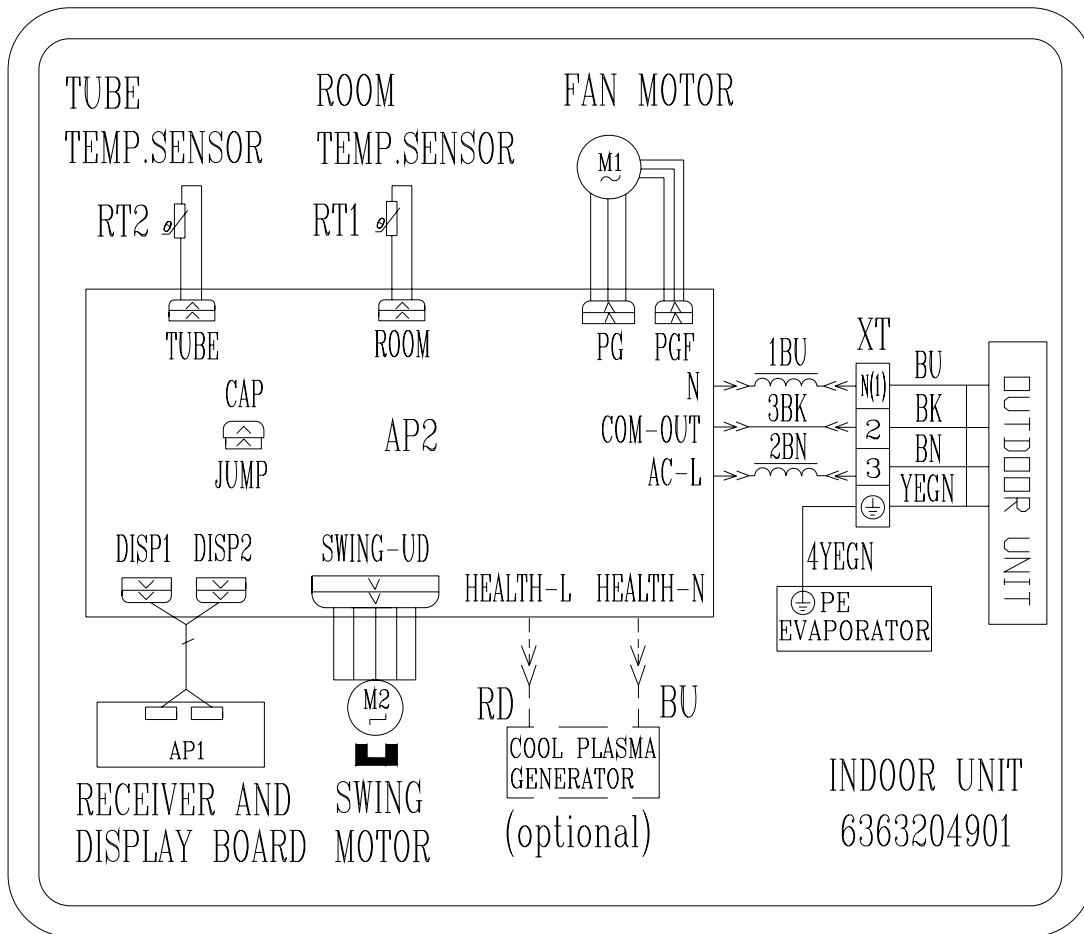 TUBE
TEMP.SENSOR
ROOM
TEMP.SENSOR
FAN MOTOR
RT2
θ
RT1
θ
M1
TUBE
ROOM
PG
PGF
CAP
JUMP
AP2
N
COM-OUT
AC-L
1BU
3BK
2BN
XT
N(1)
2
3
BU
BK
BN
YEGN
OUTDOOR UNIT
4YEGN
PE
EVAPORATOR
DISP1
DISP2
SWING-UD
HEALTH-L
HEALTH-N
AP1
RECEIVER AND
DISPLAY BOARD
M2
SWING
MOTOR
RD
BU
COOL PLASMA
GENERATOR
(optional)
INDOOR UNIT
6363204901